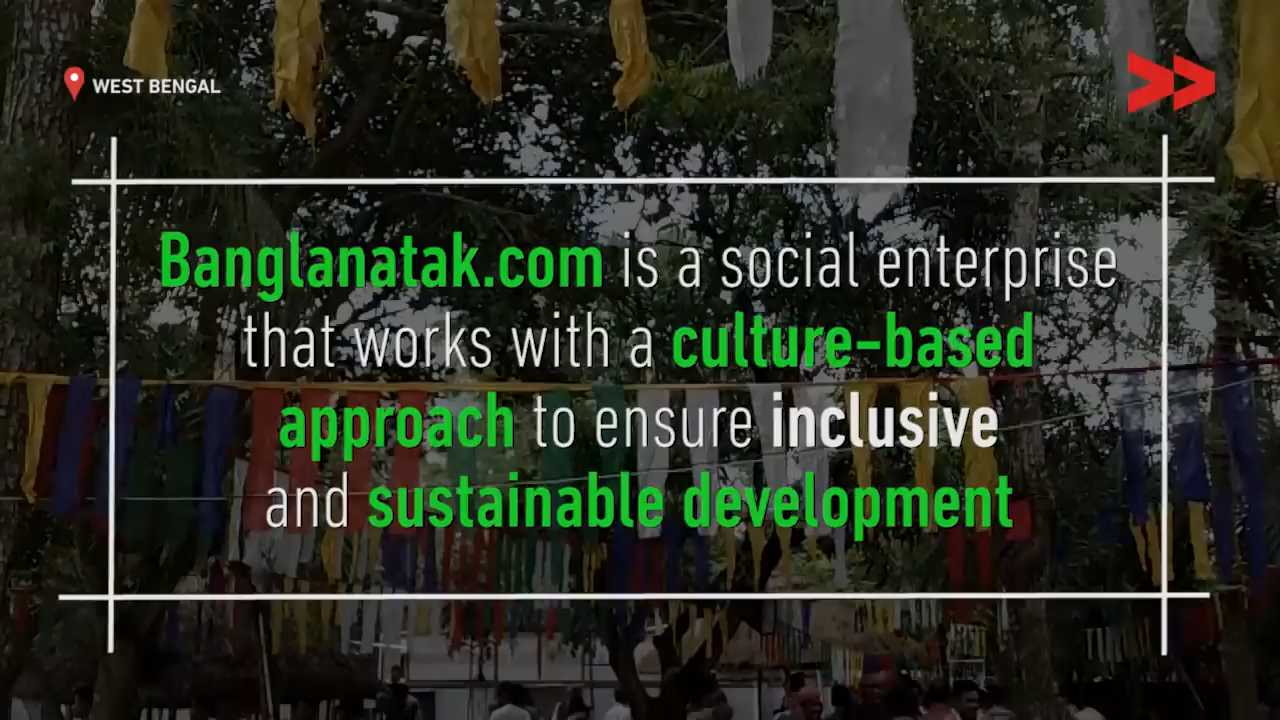 WEST BENGAL
Banglanatak.com is a social enterprise
that works with a culture-based
approach to ensure inclusive
and sustainable development